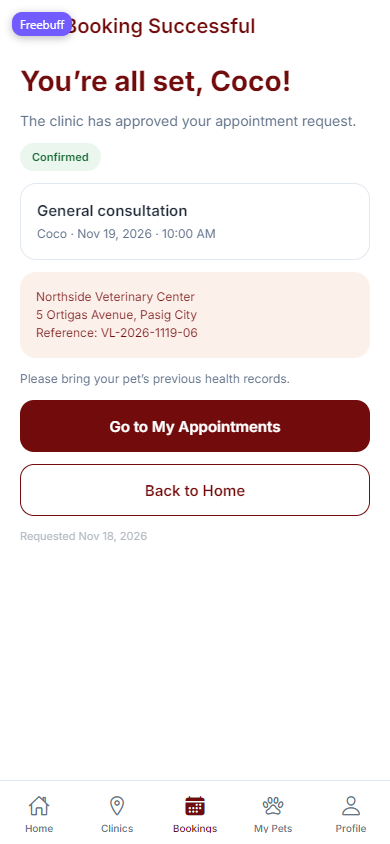 Freebuff
Booking Successful
You’re all set, Coco!
The clinic has approved your appointment request.
Confirmed
General consultation
Coco · Nov 19, 2026 · 10:00 AM
Northside Veterinary Center
5 Ortigas Avenue, Pasig City
Reference: VL-2026-1119-06
Please bring your pet’s previous health records.
Go to My Appointments
Back to Home
Requested Nov 18, 2026
Home
Clinics
Bookings
My Pets
Profile